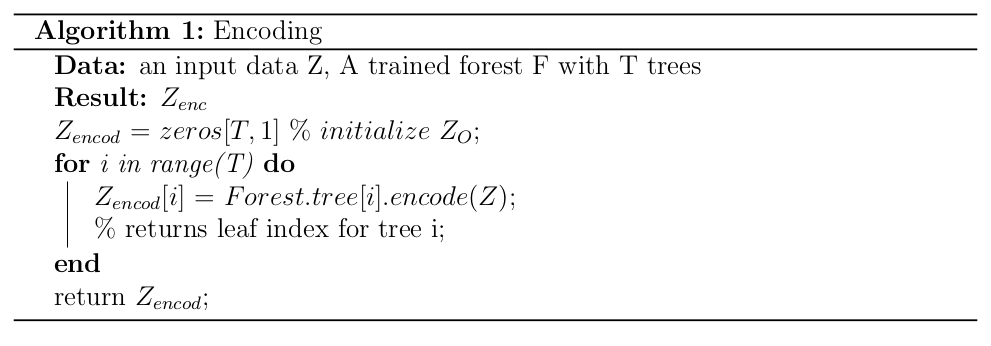 Algorithm 1: Encoding
Data: an input data Z, A trained forest F with T trees
Result: Z_{enc}
Z_{encod} = zeros[T, 1] % initialize Z_O;
for i in range(T) do
Z_{encod}[i] = Forest.tree[i].encode(Z);
% returns leaf index for tree i;
end
return Z_{encod};